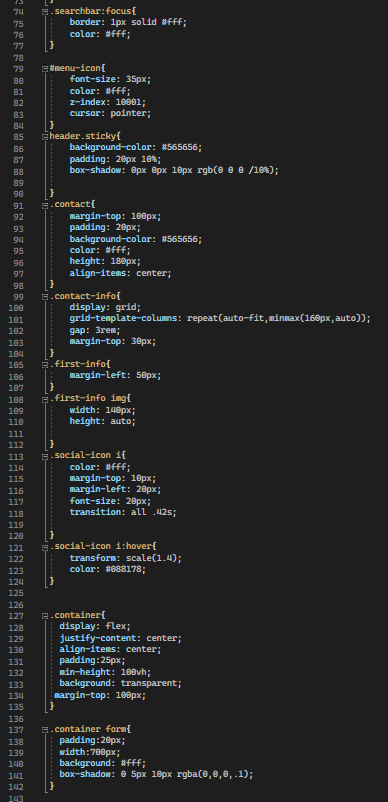 73 }
74 .searchbar:focus{
75 border: 1px solid #fff;
76 color: #fff;
77 }
78
79 #menu-icon{
80 font-size: 35px;
81 color: #fff;
82 z-index: 10001;
83 cursor: pointer;
84 }
85 header.sticky{
86 background-color: #565656;
87 padding: 20px 10%;
88 box-shadow: 0px 0px 10px rgb(0 0 0 /10%);
89
90 }
91 .contact{
92 margin-top: 100px;
93 padding: 20px;
94 background-color: #565656;
95 color: #fff;
96 height: 180px;
97 align-items: center;
98 }
99 .contact-info{
100 display: grid;
101 grid-template-columns: repeat(auto-fit,minmax(160px,auto));
102 gap: 3rem;
103 margin-top: 30px;
104 }
105 .first-info{
106 margin-left: 50px;
107 }
108 .first-info img{
109 width: 140px;
110 height: auto;
111
112 }
113 .social-icon i{
114 color: #fff;
115 margin-top: 10px;
116 margin-left: 20px;
117 font-size: 20px;
118 transition: all .42s;
119
120 }
121 .social-icon i:hover{
122 transform: scale(1.4);
123 color: #088178;
124 }
125
126
127 .container{
128 display: flex;
129 justify-content: center;
130 align-items: center;
131 padding:25px;
132 min-height: 100vh;
133 background: transparent;
134 margin-top: 100px;
135 }
136
137 .container form{
138 padding:20px;
139 width:700px;
140 background: #fff;
141 box-shadow: 0 5px 10px rgba(0,0,0,.1);
142 }
143